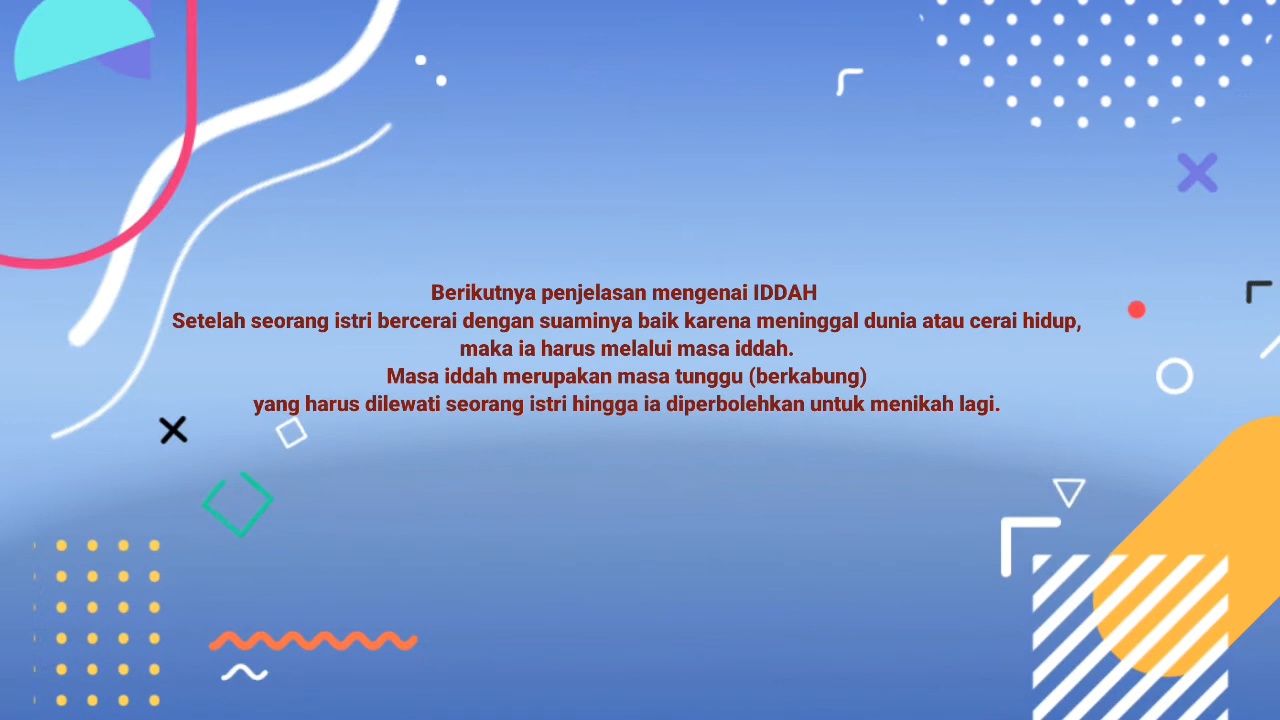 Berikutnya penjelasan mengenai IDDAH
Setelah seorang istri bercerai dengan suaminya baik karena meninggal dunia atau cerai hidup,
maka ia harus melalui masa iddah.
Masa iddah merupakan masa tunggu (berkabung)
yang harus dilewati seorang istri hingga ia diperbolehkan untuk menikah lagi.